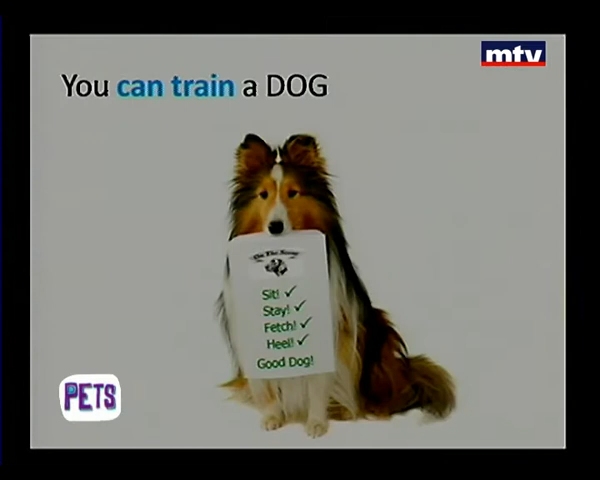 mtv
You can train a DOG
Sit! ✓
Stay! ✓
Fetch! ✓
Heel! ✓
Good Dog!
PETS